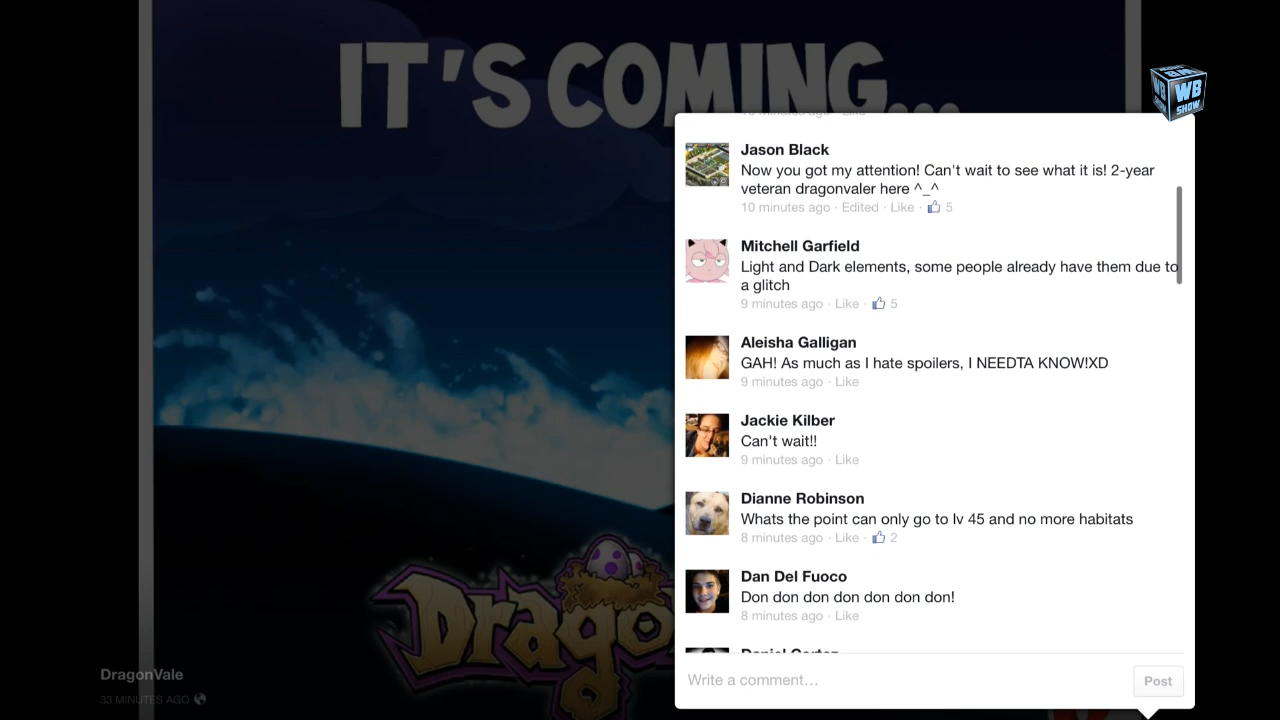 IT'S COMING...
WB
SHOW
10 minutes ago · Like
Jason Black
Now you got my attention! Can't wait to see what it is! 2-year
veteran dragonvaler here ^_^
10 minutes ago · Edited · Like · 5
Mitchell Garfield
Light and Dark elements, some people already have them due to
a glitch
9 minutes ago · Like · 5
Aleisha Galligan
GAH! As much as I hate spoilers, I NEEDTA KNOW!XD
9 minutes ago · Like
Jackie Kilber
Can't wait!!
9 minutes ago · Like
Dianne Robinson
Whats the point can only go to lv 45 and no more habitats
8 minutes ago · Like · 2
Dan Del Fuoco
Don don don don don don don!
8 minutes ago · Like
Drago
DragonVale
33 MINUTES AGO
Write a comment...
Post